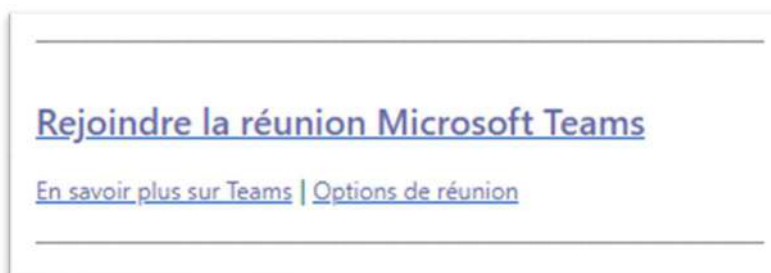 Rejoindre la réunion Microsoft Teams
En savoir plus sur Teams | Options de réunion